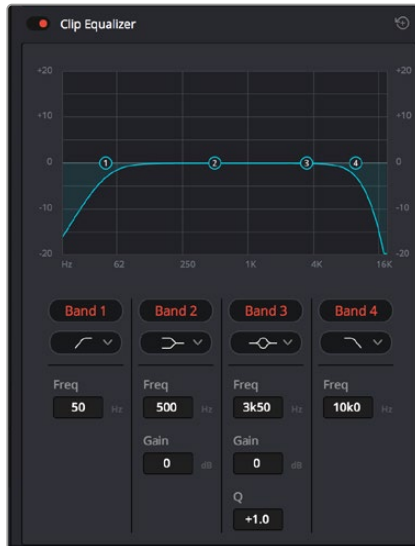 Clip Equalizer
+20 +20
+10 +10
0 1 2 3 4 0
-10 -10
-20 -20
Hz 62 250 1K 4K 16K
Band 1 Band 2 Band 3 Band 4
Freq Freq Freq Freq
50 Hz 500 Hz 3k50 Hz 10k0 Hz
Gain Gain
0 dB 0 dB
Q
+1.0